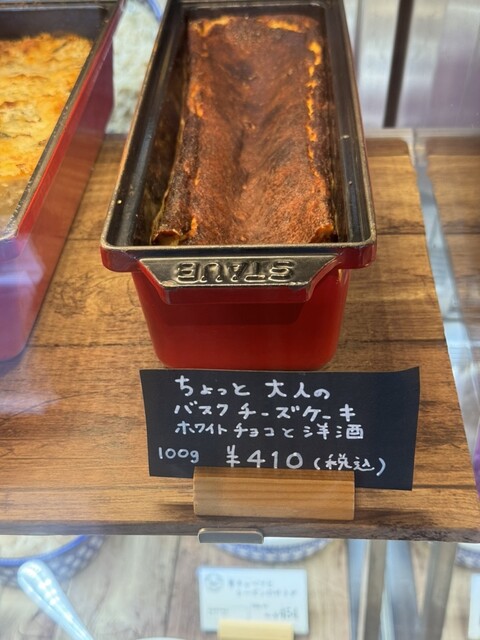 STAUB
ちょっと 大人の
バスク チーズケーキ
ホワイトチョコと洋酒
100g ¥410(税込)